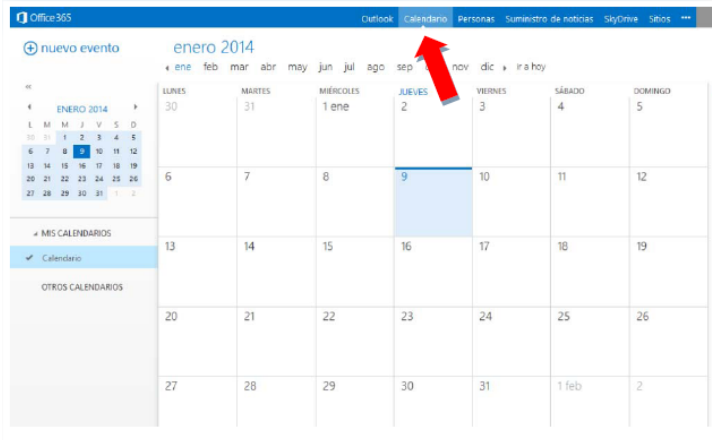 Office 365 Outlook Calendario Personas Suministro de noticias SkyDrive Sitios •••
nuevo evento
enero 2014
ene feb mar abr may jun jul ago sep nov dic ir a hoy
«
ENERO 2014
L M M J V S D
30 31 1 2 3 4 5
6 7 8 9 10 11 12
13 14 15 16 17 18 19
20 21 22 23 24 25 26
27 28 29 30 31 1 2
MIS CALENDARIOS
Calendario
OTROS CALENDARIOS
LUNES MARTES MIÉRCOLES JUEVES VIERNES SÁBADO DOMINGO
30 31 1 ene 2 3 4 5
6 7 8 9 10 11 12
13 14 15 16 17 18 19
20 21 22 23 24 25 26
27 28 29 30 31 1 feb 2